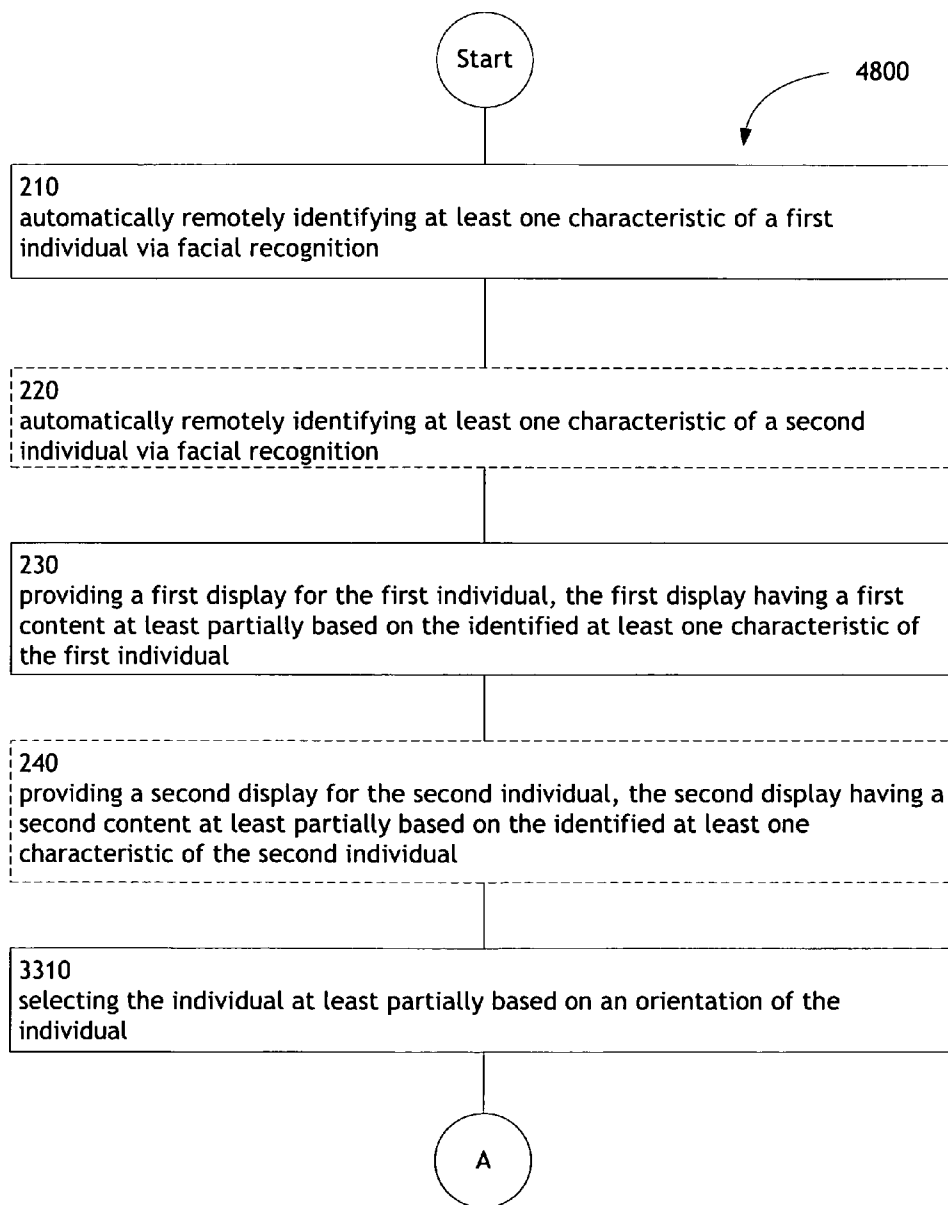 Start
4800
210
automatically remotely identifying at least one characteristic of a first
individual via facial recognition
220
automatically remotely identifying at least one characteristic of a second
individual via facial recognition
230
providing a first display for the first individual, the first display having a first
content at least partially based on the identified at least one characteristic of
the first individual
240
providing a second display for the second individual, the second display having a
second content at least partially based on the identified at least one
characteristic of the second individual
3310
selecting the individual at least partially based on an orientation of the
individual
A